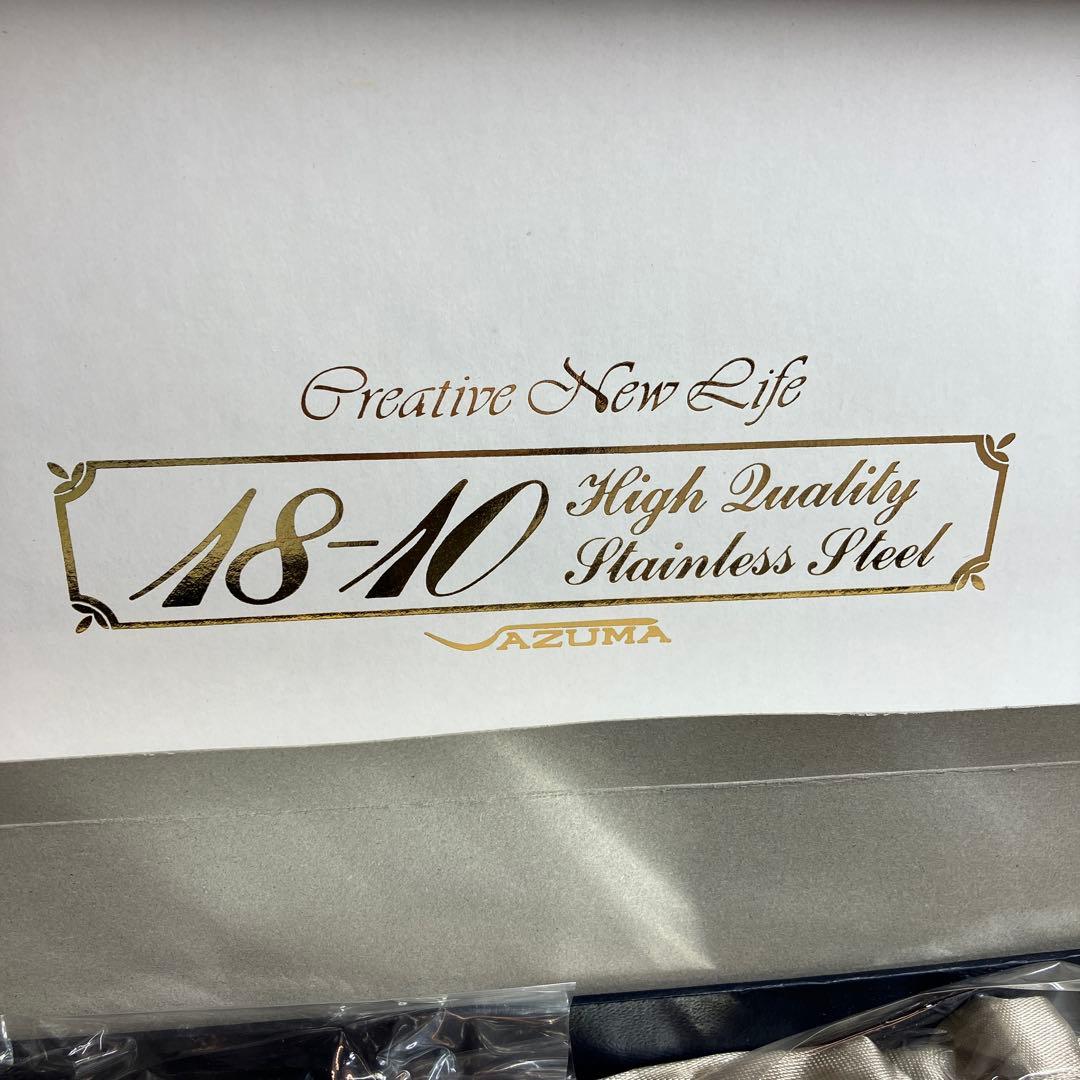 Creative New Life
18-10 High Quality
Stainless Steel
AZUMA